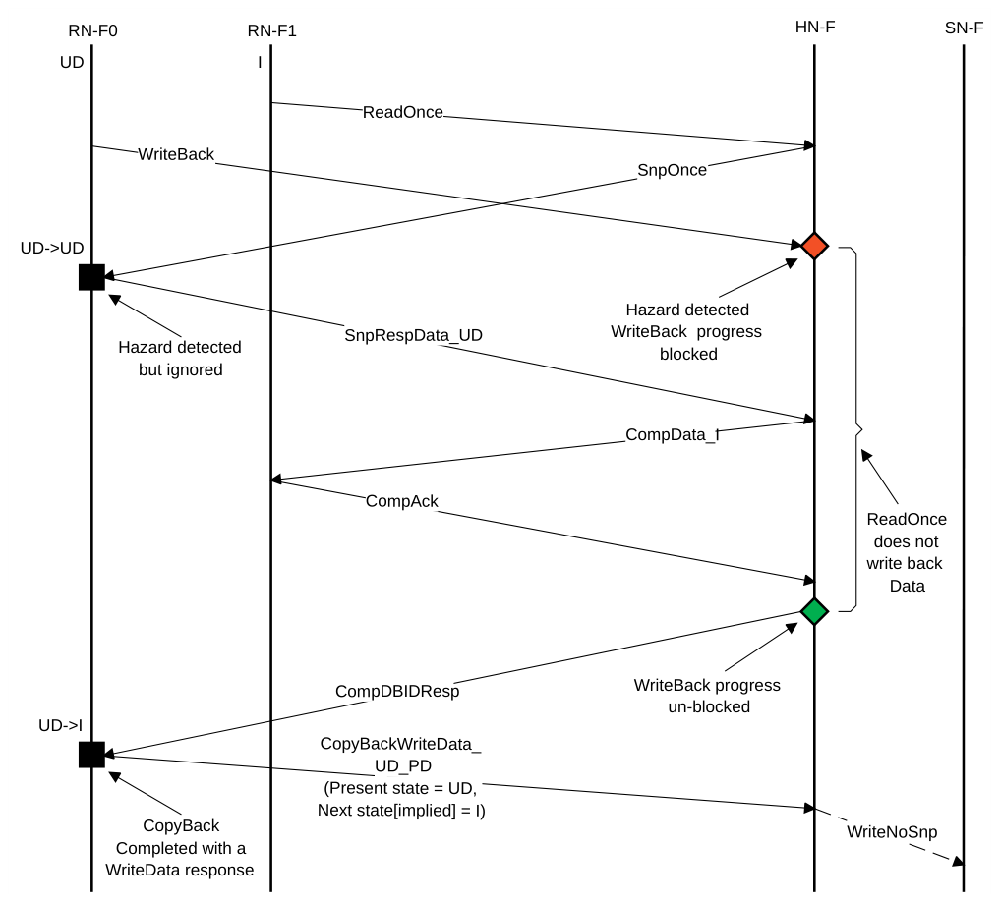 RN-F0
RN-F1
HN-F
SN-F
UD
I
ReadOnce
WriteBack
SnpOnce
UD->UD
Hazard detected
WriteBack  progress
blocked
SnpRespData_UD
Hazard detected
but ignored
CompData_I
CompAck
ReadOnce
does not
write back
Data
CompDBIDResp
WriteBack progress
un-blocked
UD->I
CopyBackWriteData_
UD_PD
(Present state = UD,
Next state[implied] = I)
CopyBack
Completed with a
WriteData response
WriteNoSnp